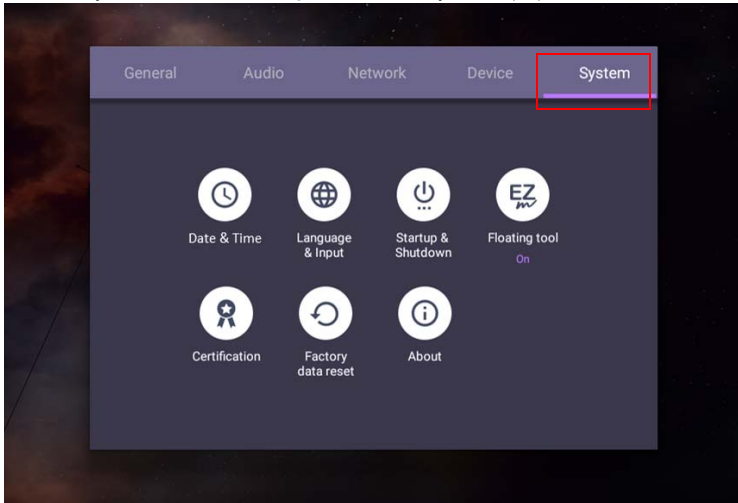 General Audio Network Device System
EZ
Date & Time
Language
& Input
Startup &
Shutdown
Floating tool
On
Certification
Factory
data reset
About